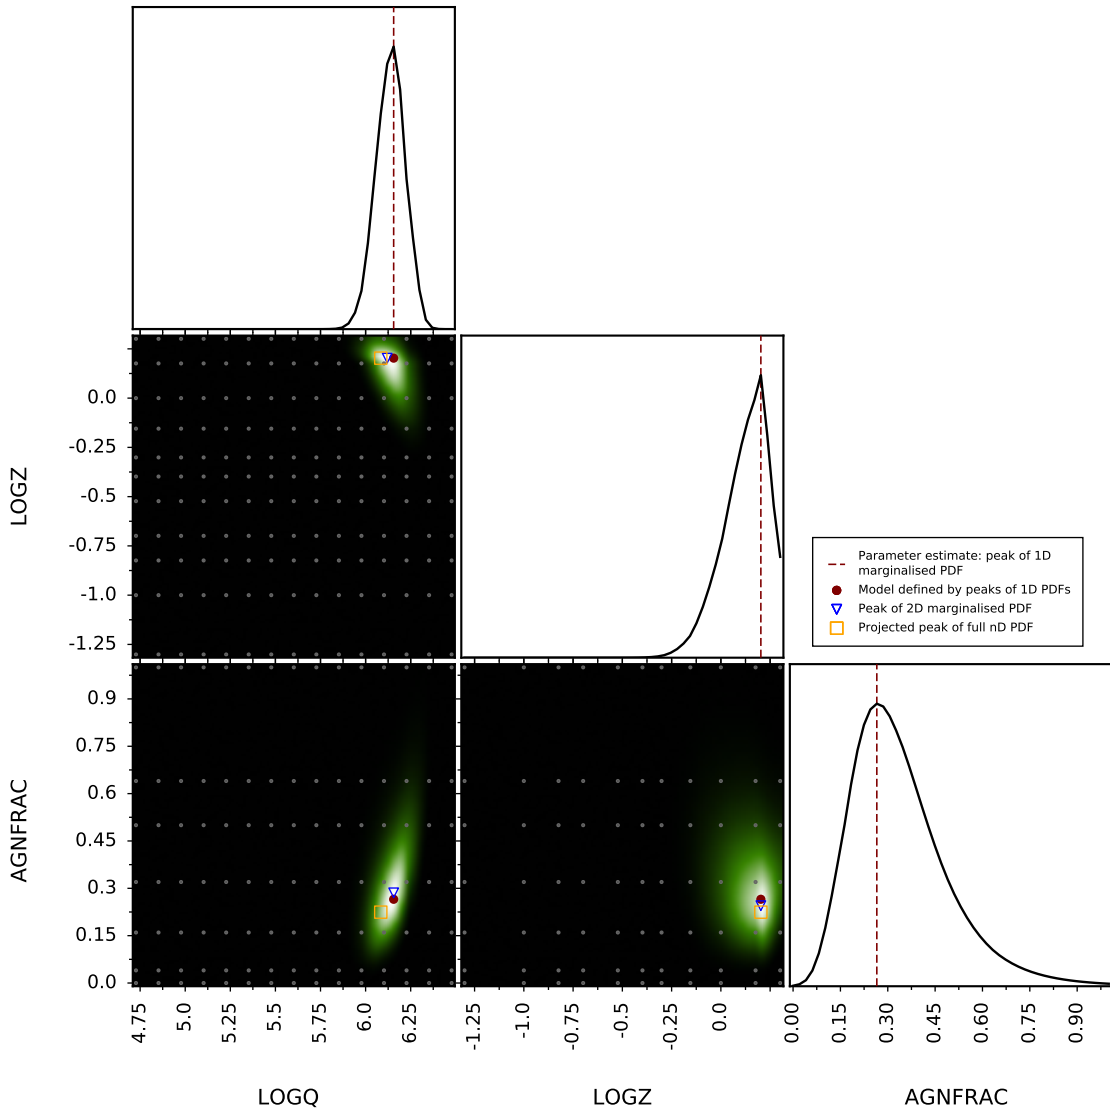 LOGZ
0.0
-0.25
-0.5
-0.75
-1.0
-1.25
Parameter estimate: peak of 1D
marginalised PDF
Model defined by peaks of 1D PDFs
Peak of 2D marginalised PDF
Projected peak of full nD PDF
AGNFRAC
0.9
0.75
0.6
0.45
0.3
0.15
0.0
4.75 5.0 5.25 5.5 5.75 6.0 6.25
-1.25 -1.0 -0.75 -0.5 -0.25 0.0
0.00 0.15 0.30 0.45 0.60 0.75 0.90
LOGQ LOGZ AGNFRAC